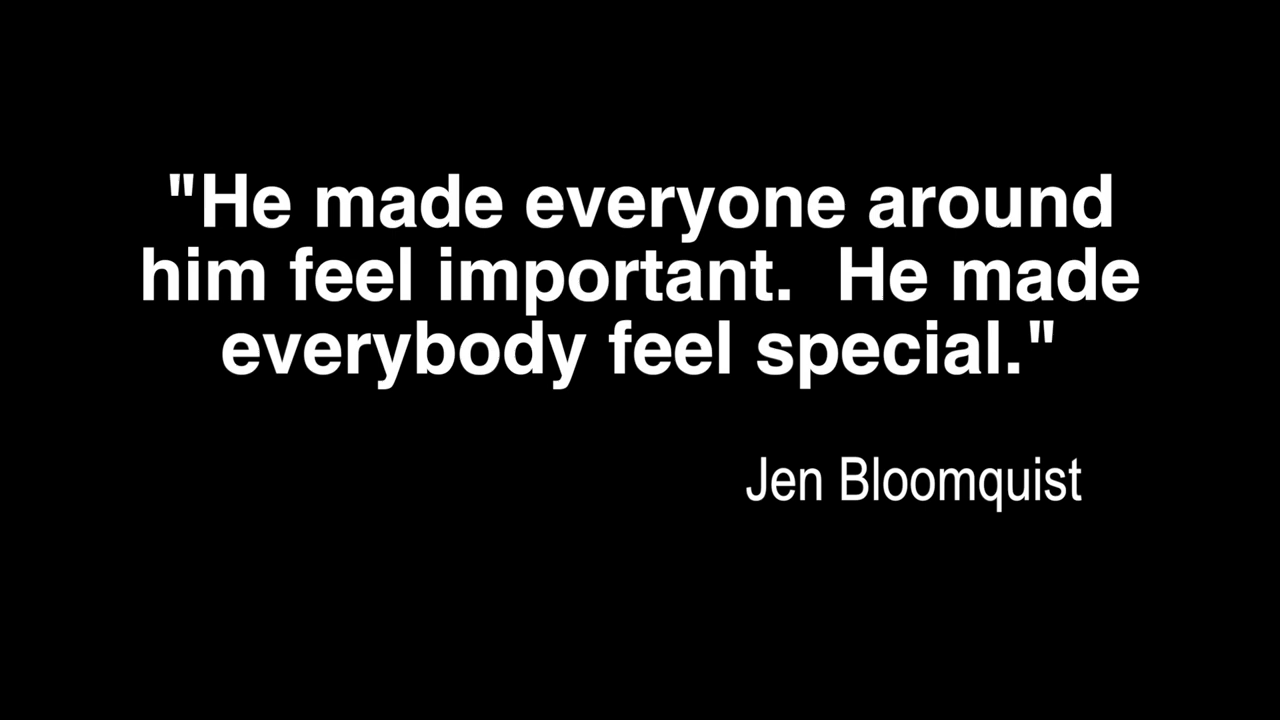 "He made everyone around
him feel important.  He made
everybody feel special."
Jen Bloomquist